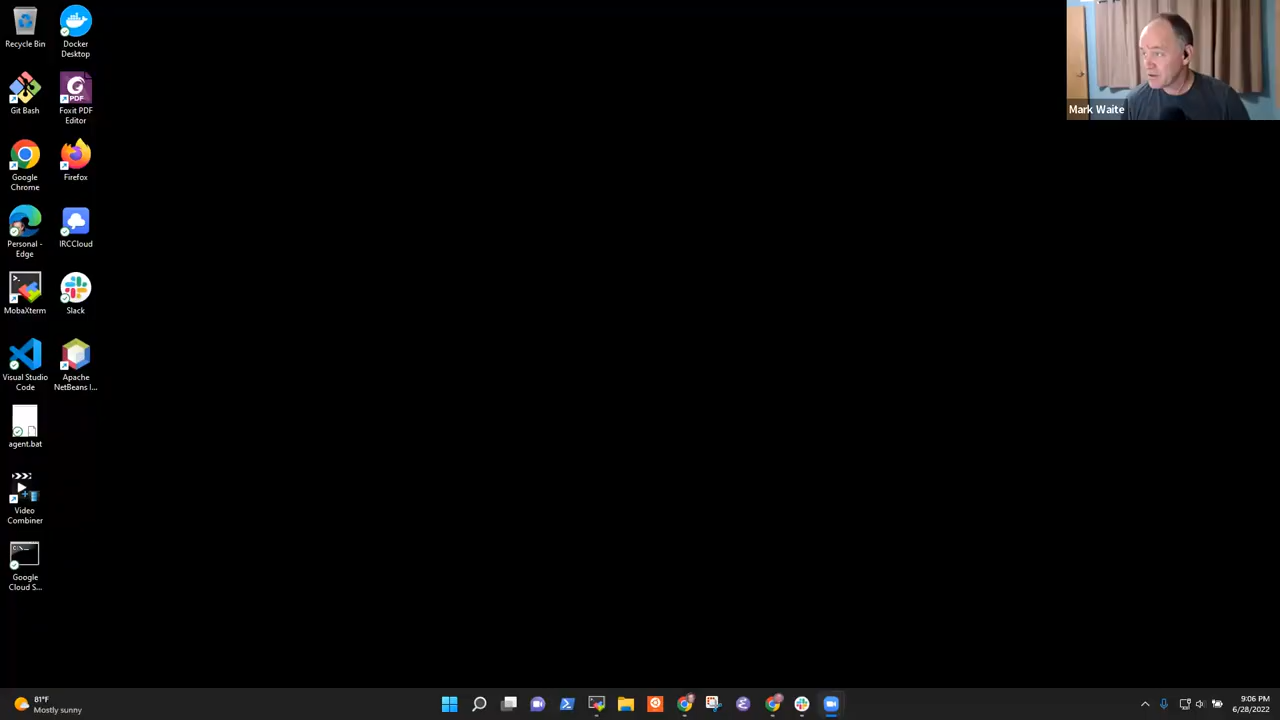 Recycle Bin
Docker
Desktop
Git Bash
Foxit PDF
Editor
Google
Chrome
Firefox
Personal -
Edge
IRCCloud
MobaXterm
Slack
Visual Studio
Code
Apache
NetBeans I...
agent.bat
Video
Combiner
Google
Cloud S...
Mark Waite
81°F
Mostly sunny
9:06 PM
6/28/2022